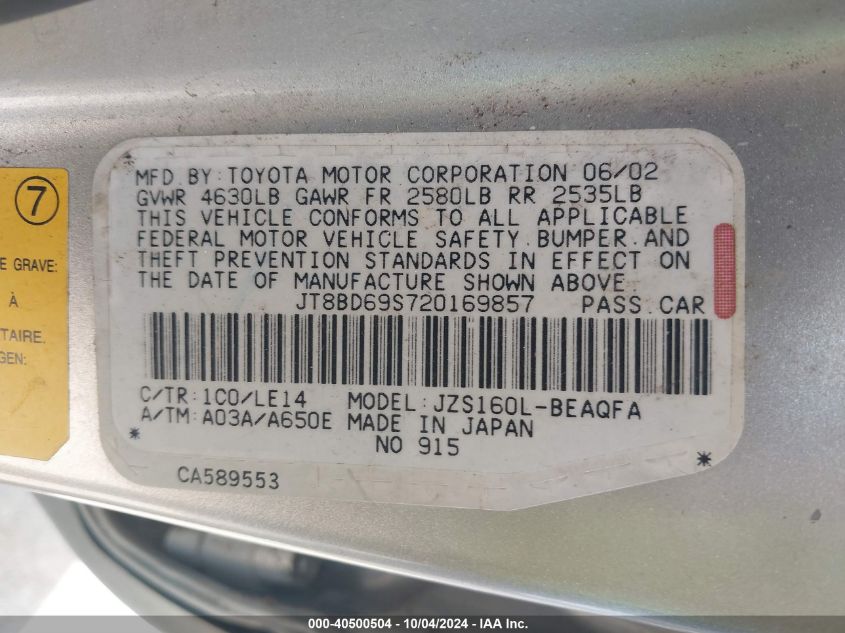 MFD. BY: TOYOTA MOTOR CORPORATION 06/02
GVWR 4630LB GAWR FR 2580LB RR 2535LB
THIS VEHICLE CONFORMS TO ALL APPLICABLE
FEDERAL MOTOR VEHICLE SAFETY, BUMPER, AND
THEFT PREVENTION STANDARDS IN EFFECT ON
THE DATE OF MANUFACTURE SHOWN ABOVE.
JT8BD69S720169857 PASS. CAR
C/TR: 1C0/LE14 MODEL: JZS160L-BEAQFA
A/TM: A03A/A650E MADE IN JAPAN
* NO 915 *
CA589553
7
E GRAVE:
À
TAIRE.
GEN:
000-40500504 - 10/04/2024 - IAA Inc.